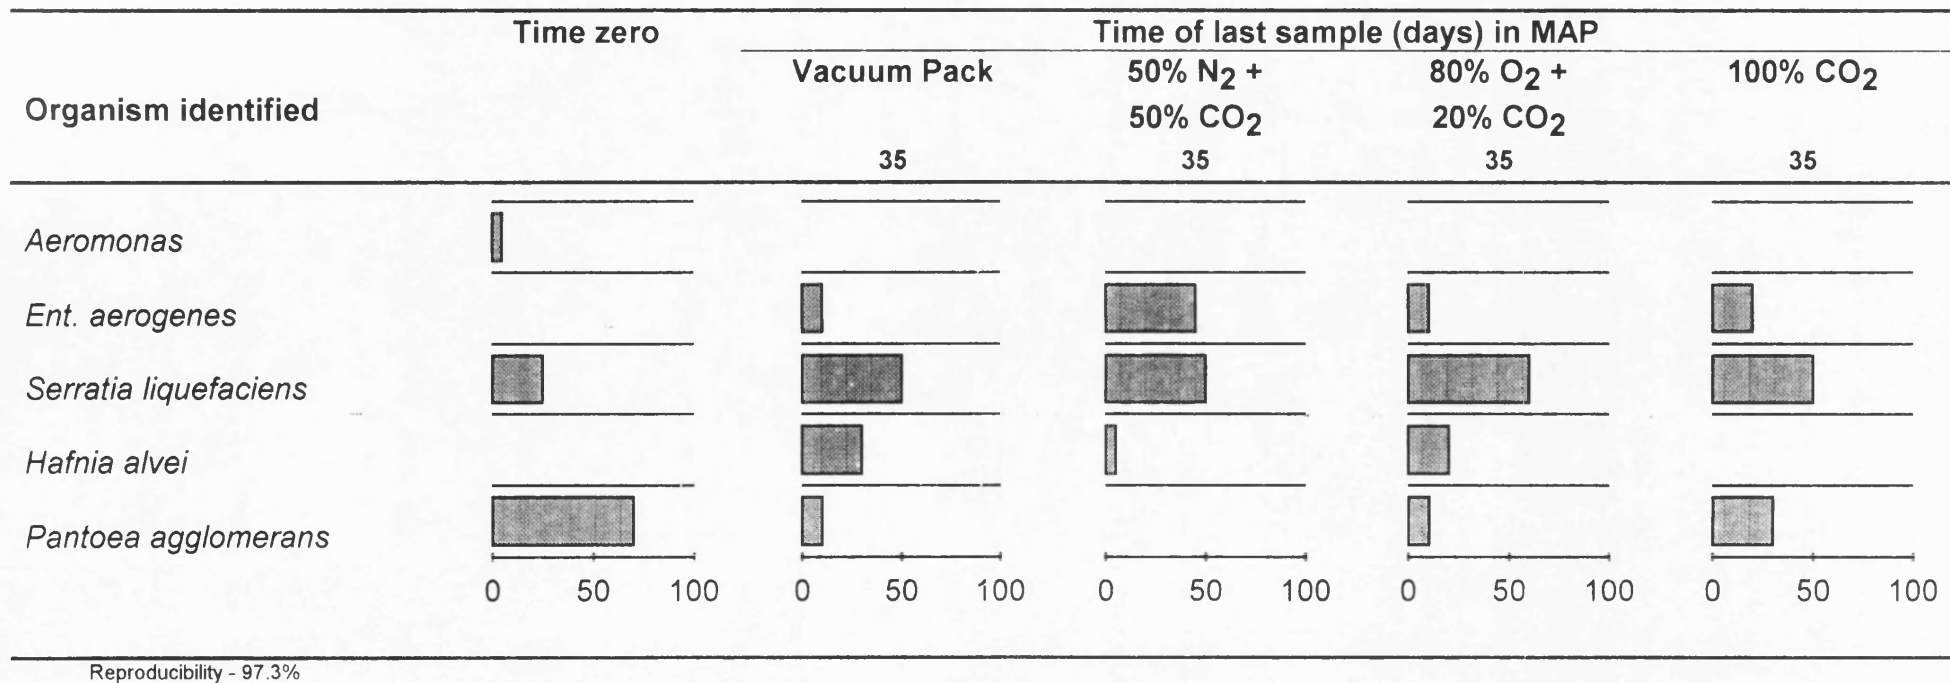 Time zero Time of last sample (days) in MAP
Vacuum Pack 50% N2 + 80% O2 + 100% CO2
Organism identified 50% CO2 20% CO2
35 35 35 35
Aeromonas
Ent. aerogenes
Serratia liquefaciens
Hafnia alvei
Pantoea agglomerans
0 50 100 0 50 100 0 50 100 0 50 100 0 50 100
Reproducibility - 97.3%